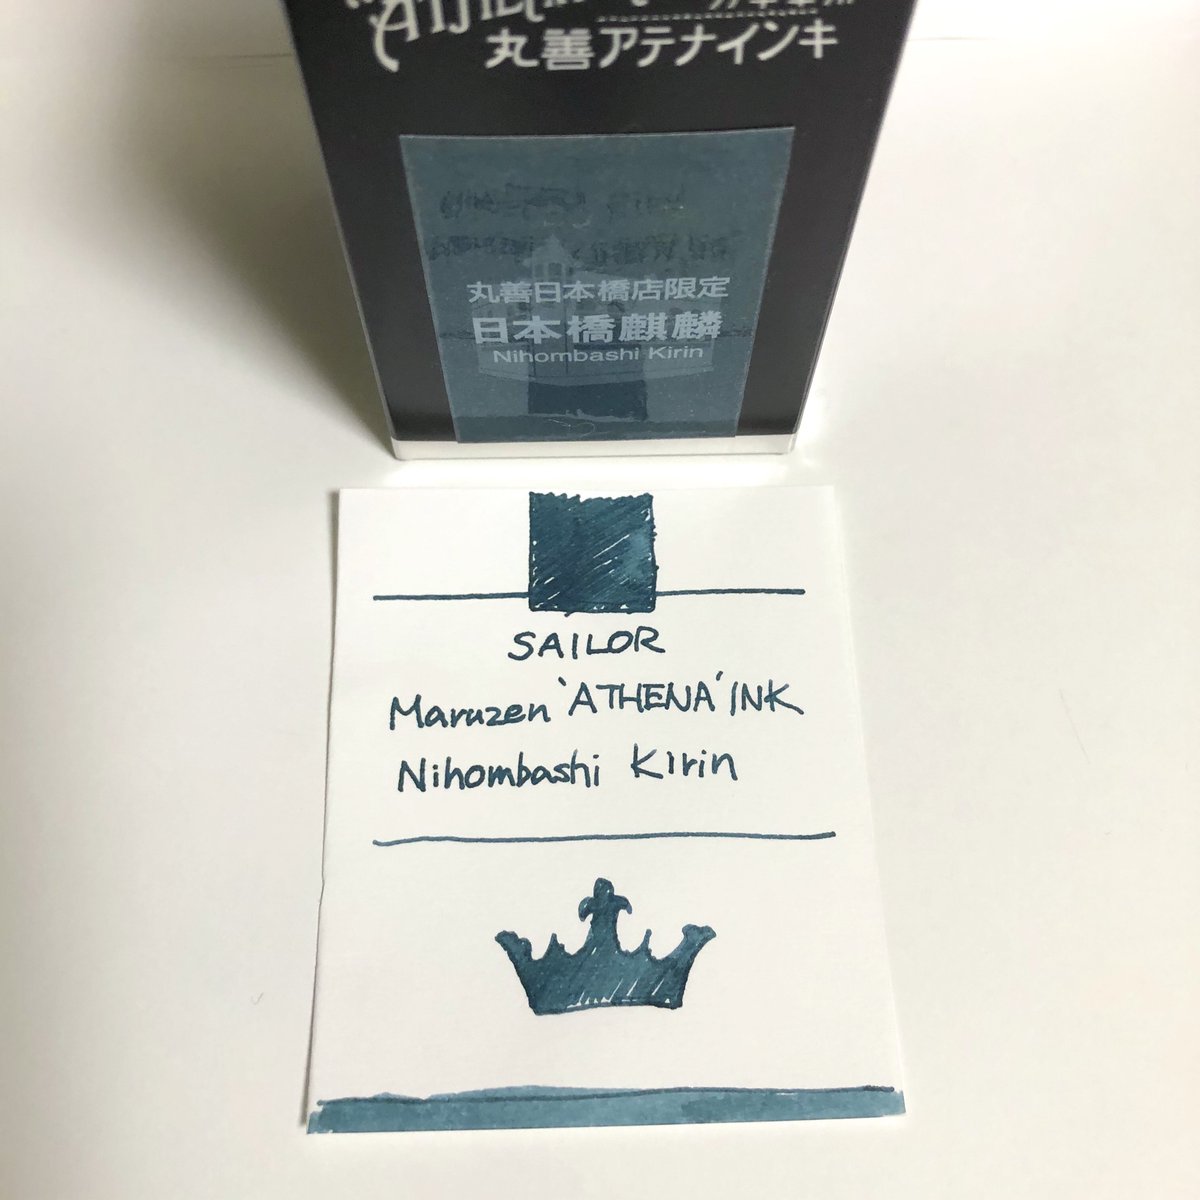 丸善アテナインキ
丸善日本橋店限定
日本橋麒麟
Nihombashi Kirin
SAILOR
Maruzen 'ATHENA' INK
Nihombashi Kirin